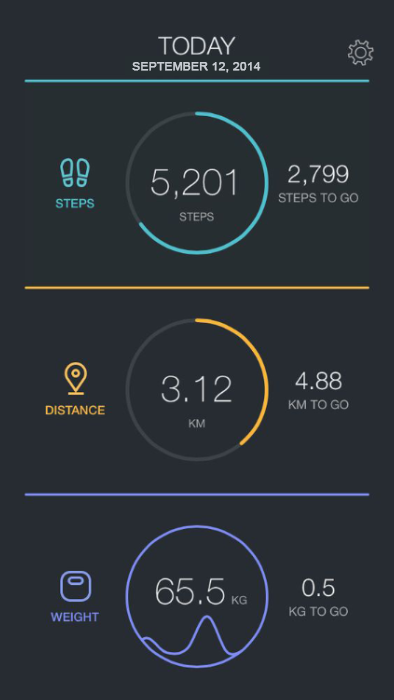 TODAY
SEPTEMBER 12, 2014
STEPS
5,201
STEPS
2,799
STEPS TO GO
DISTANCE
3.12
KM
4.88
KM TO GO
WEIGHT
65.5 KG
0.5
KG TO GO